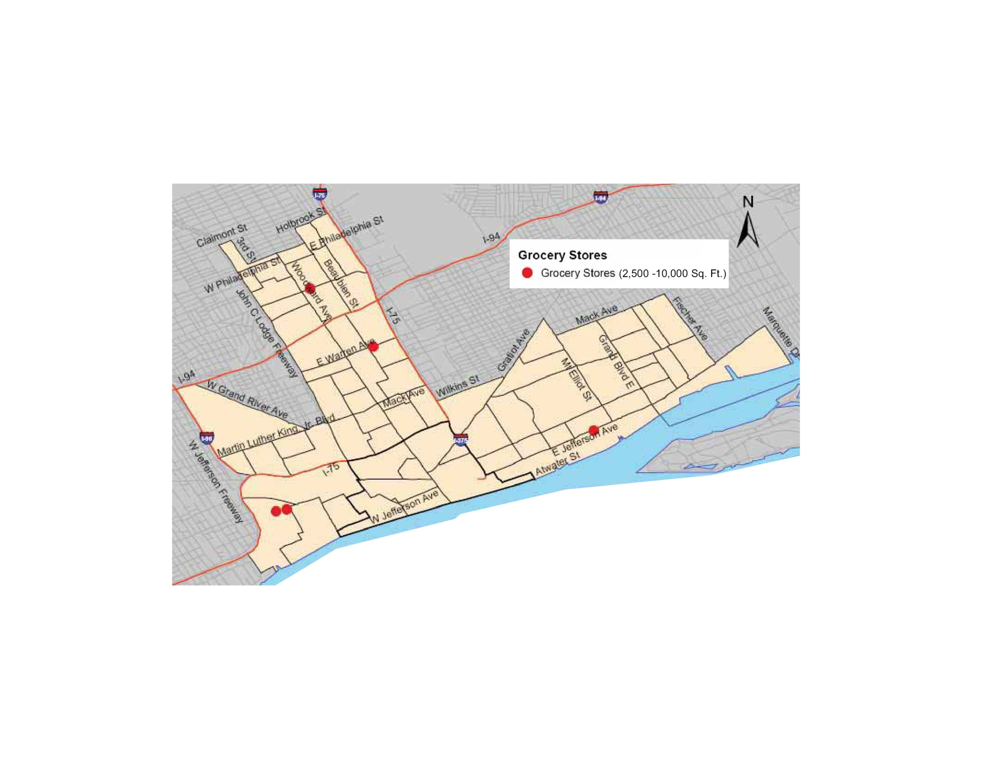 I-75
I-94
N
Holbrook St
Claimont St
3rd St
E Philadelphia St
I-94
Grocery Stores
Grocery Stores (2,500 -10,000 Sq. Ft.)
W Philadelphia St
Woodward Ave
Beaubien St
John C Lodge Freeway
I-75
Mack Ave
Fischer Ave
Marquette Dr
Gratiot Ave
Grand Blvd E
E Warren Ave
Mt Elliot St
I-94
W Grand River Ave
Wilkins St
Mack Ave
Martin Luther King, Jr. Blvd
I-96
I-375
W Jefferson Freeway
E Jefferson Ave
Atwater St
I-75
W Jefferson Ave